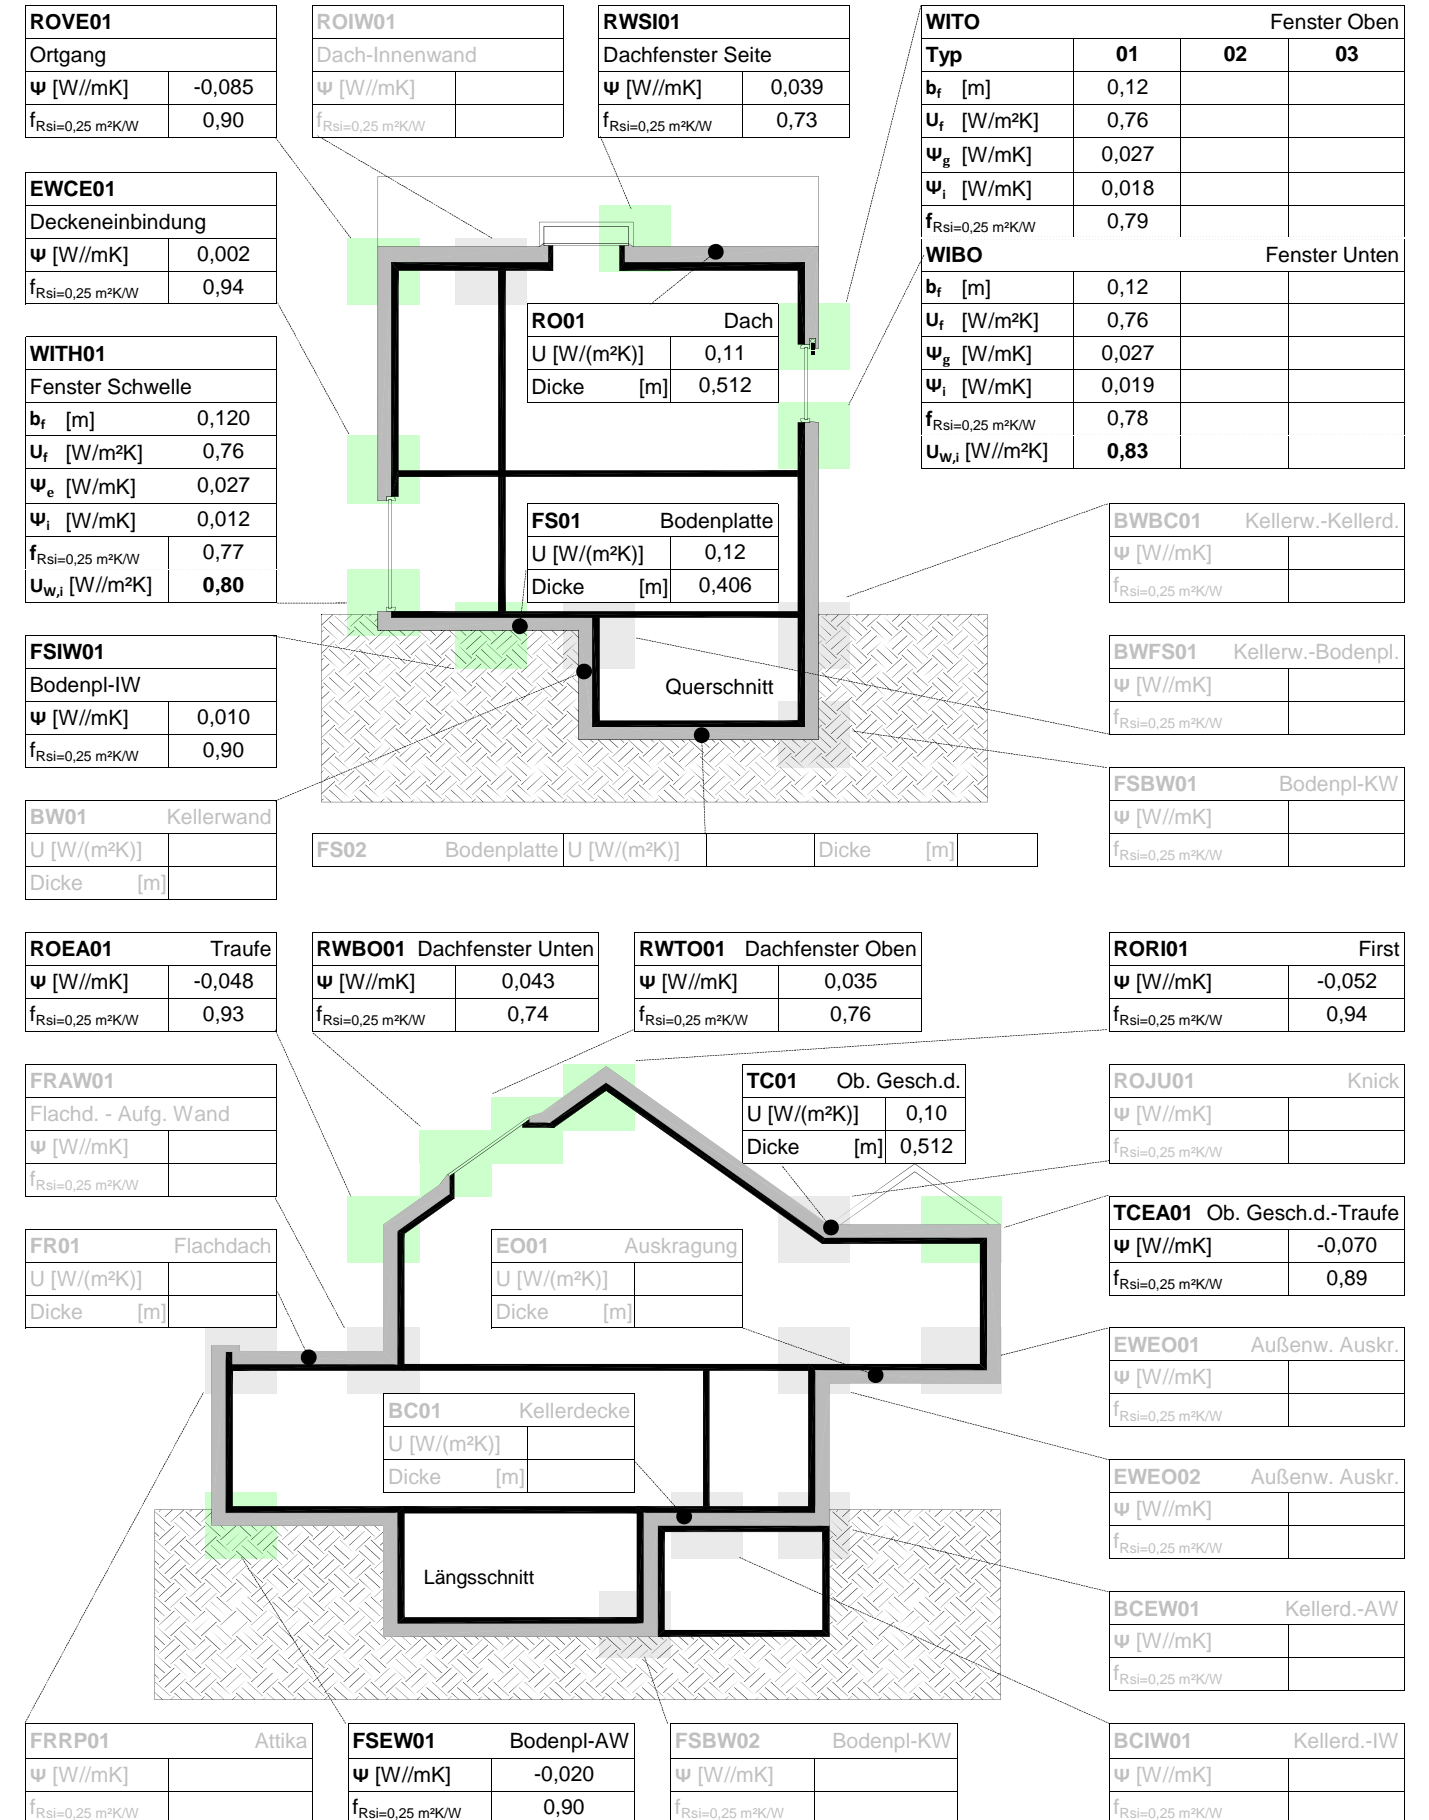 ROVE01
Ortgang
Ψ [W//mK] -0,085
fRsi=0,25 m²K/W 0,90
ROIW01
Dach-Innenwand
Ψ [W//mK]
fRsi=0,25 m²K/W
RWSI01
Dachfenster Seite
Ψ [W//mK] 0,039
fRsi=0,25 m²K/W 0,73
WITO Fenster Oben
Typ 01 02 03
bf [m] 0,12
Uf [W/m²K] 0,76
Ψg [W/mK] 0,027
Ψi [W/mK] 0,018
fRsi=0,25 m²K/W 0,79
WIBO Fenster Unten
bf [m] 0,12
Uf [W/m²K] 0,76
Ψg [W/mK] 0,027
Ψi [W/mK] 0,019
fRsi=0,25 m²K/W 0,78
UW,i [W//m²K] 0,83
EWCE01
Deckeneinbindung
Ψ [W//mK] 0,002
fRsi=0,25 m²K/W 0,94
WITH01
Fenster Schwelle
bf [m] 0,120
Uf [W/m²K] 0,76
Ψe [W/mK] 0,027
Ψi [W/mK] 0,012
fRsi=0,25 m²K/W 0,77
UW,i [W//m²K] 0,80
RO01 Dach
U [W/(m²K)] 0,11
Dicke [m] 0,512
FS01 Bodenplatte
U [W/(m²K)] 0,12
Dicke [m] 0,406
BWBC01 Kellerw.-Kellerd.
Ψ [W//mK]
fRsi=0,25 m²K/W
FSIW01
Bodenpl-IW
Ψ [W//mK] 0,010
fRsi=0,25 m²K/W 0,90
Querschnitt
BWFS01 Kellerw.-Bodenpl.
Ψ [W//mK]
fRsi=0,25 m²K/W
FSBW01 Bodenpl-KW
Ψ [W//mK]
fRsi=0,25 m²K/W
BW01 Kellerwand
U [W/(m²K)]
Dicke [m]
FS02 Bodenplatte U [W/(m²K)] Dicke [m]
ROEA01 Traufe
Ψ [W//mK] -0,048
fRsi=0,25 m²K/W 0,93
RWBO01 Dachfenster Unten
Ψ [W//mK] 0,043
fRsi=0,25 m²K/W 0,74
RWTO01 Dachfenster Oben
Ψ [W//mK] 0,035
fRsi=0,25 m²K/W 0,76
RORI01 First
Ψ [W//mK] -0,052
fRsi=0,25 m²K/W 0,94
FRAW01
Flachd. - Aufg. Wand
Ψ [W//mK]
fRsi=0,25 m²K/W
TC01 Ob. Gesch.d.
U [W/(m²K)] 0,10
Dicke [m] 0,512
ROJU01 Knick
Ψ [W//mK]
fRsi=0,25 m²K/W
TCEA01 Ob. Gesch.d.-Traufe
Ψ [W//mK] -0,070
fRsi=0,25 m²K/W 0,89
FR01 Flachdach
U [W/(m²K)]
Dicke [m]
EO01 Auskragung
U [W/(m²K)]
Dicke [m]
EWEO01 Außenw. Auskr.
Ψ [W//mK]
fRsi=0,25 m²K/W
BC01 Kellerdecke
U [W/(m²K)]
Dicke [m]
EWEO02 Außenw. Auskr.
Ψ [W//mK]
fRsi=0,25 m²K/W
Längsschnitt
BCEW01 Kellerd.-AW
Ψ [W//mK]
fRsi=0,25 m²K/W
FRRP01 Attika
Ψ [W//mK]
fRsi=0,25 m²K/W
FSEW01 Bodenpl-AW
Ψ [W//mK] -0,020
fRsi=0,25 m²K/W 0,90
FSBW02 Bodenpl-KW
Ψ [W//mK]
fRsi=0,25 m²K/W
BCIW01 Kellerd.-IW
Ψ [W//mK]
fRsi=0,25 m²K/W